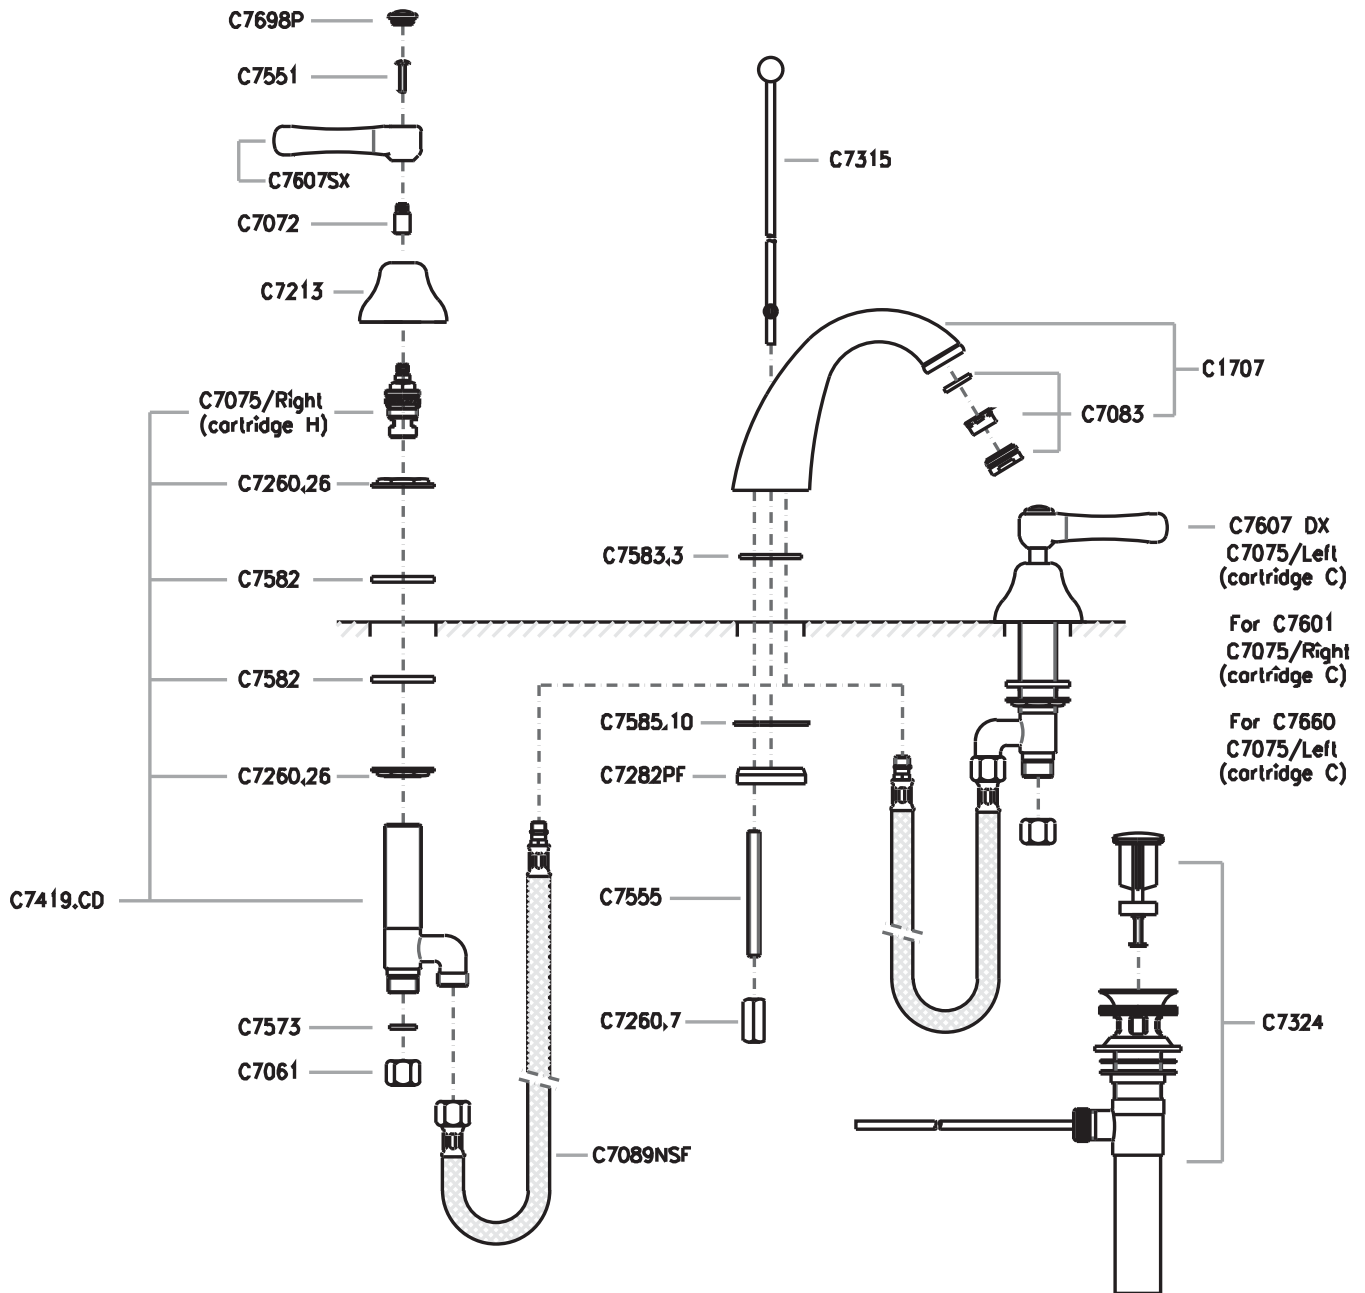 C7698P
C7551
C7607SX
C7072
C7213
C7075/Right
(cartridge H)
C7260.26
C7582
C7582
C7260.26
C7419.CD
C7573
C7061
C7089NSF
C7315
C1707
C7083
C7583.3
C7585.10
C7282PF
C7555
C7260.7
C7607 DX
C7075/Left
(cartridge C)
For C7601
C7075/Right
(cartridge C)
For C7660
C7075/Left
(cartridge C)
C7324